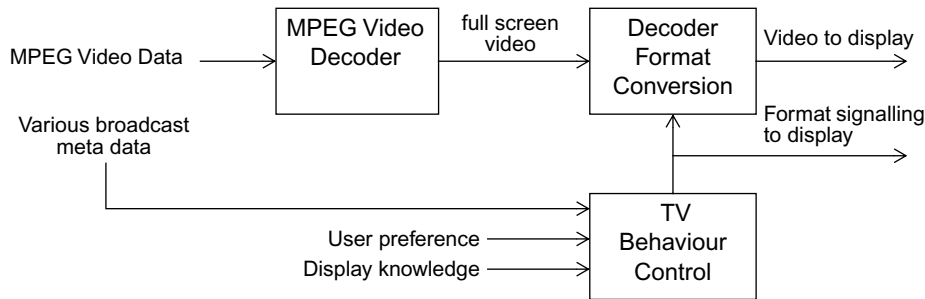 MPEG Video Data
MPEG Video
Decoder
full screen
video
Decoder
Format
Conversion
Video to display
Format signalling
to display
Various broadcast
meta data
User preference
Display knowledge
TV
Behaviour
Control